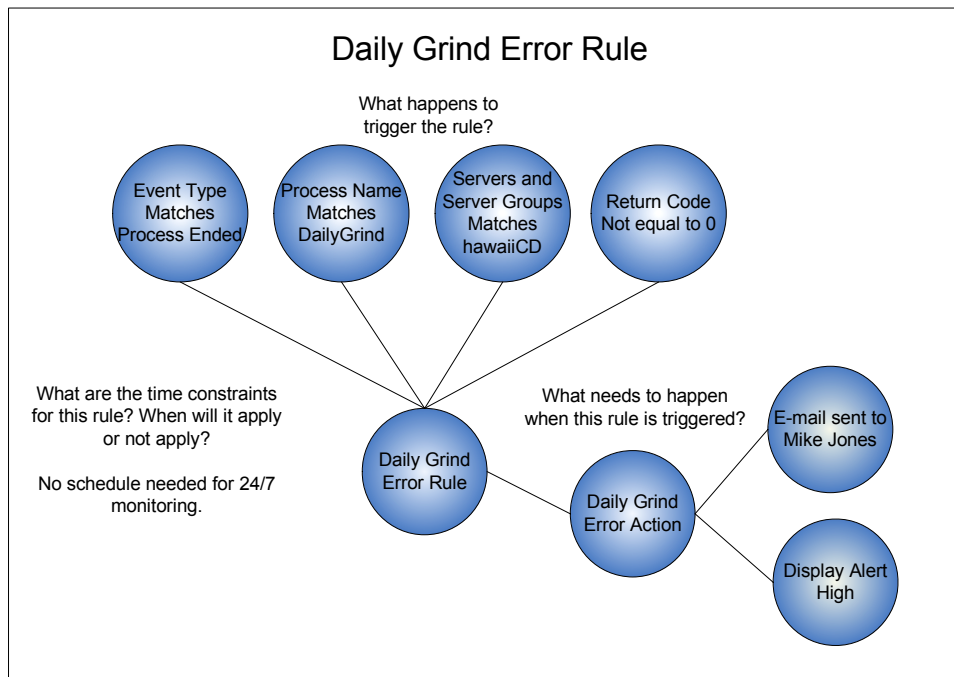 Daily Grind Error Rule
What happens to
trigger the rule?
Event Type
Matches
Process Ended
Process Name
Matches
DailyGrind
Servers and
Server Groups
Matches
hawaiiCD
Return Code
Not equal to 0
What are the time constraints
for this rule? When will it apply
or not apply?
No schedule needed for 24/7
monitoring.
Daily Grind
Error Rule
What needs to happen
when this rule is triggered?
Daily Grind
Error Action
E-mail sent to
Mike Jones
Display Alert
High